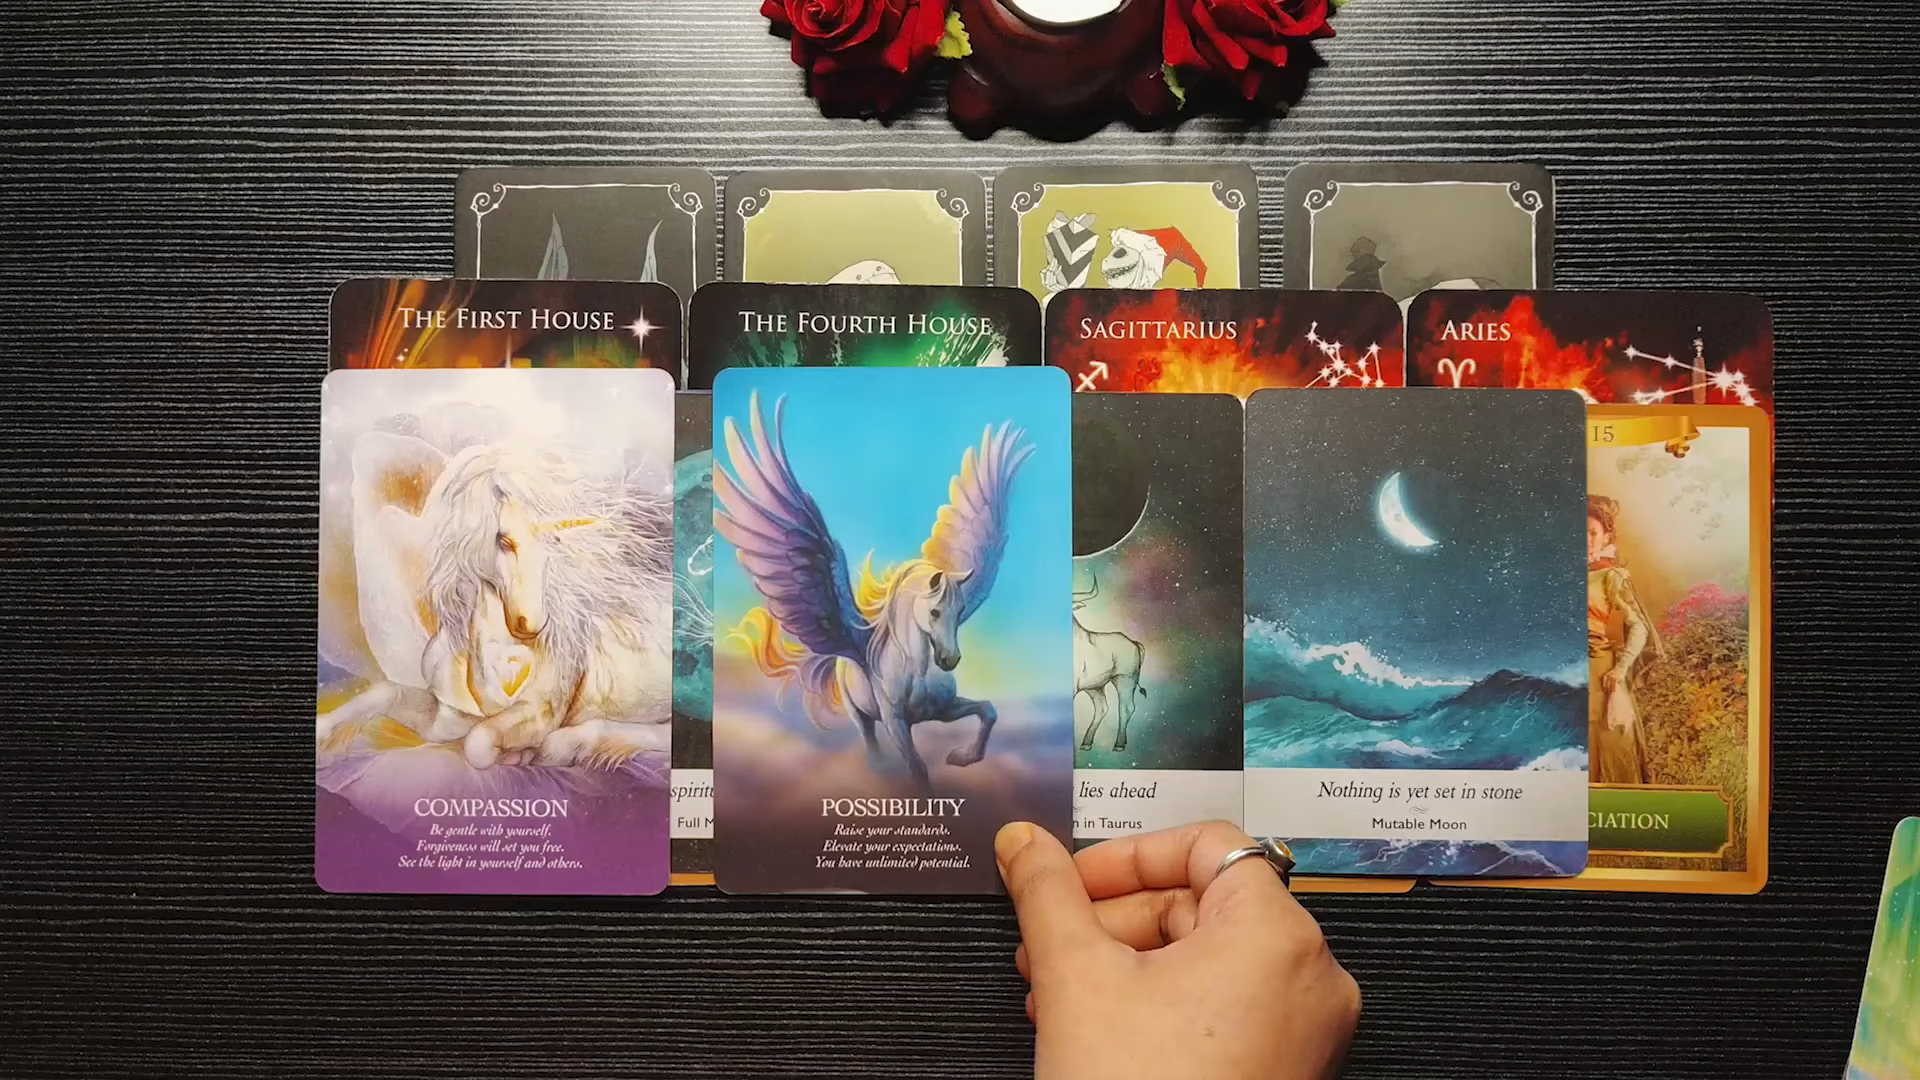 THE FIRST HOUSE
THE FOURTH HOUSE
SAGITTARIUS
ARIES
15
COMPASSION
Be gentle with yourself.
Forgiveness will set you free.
See the light in yourself and others.
Full
POSSIBILITY
Raise your standards.
Elevate your expectations.
You have unlimited potential.
lies ahead
in Taurus
Nothing is yet set in stone
Mutable Moon
CIATION